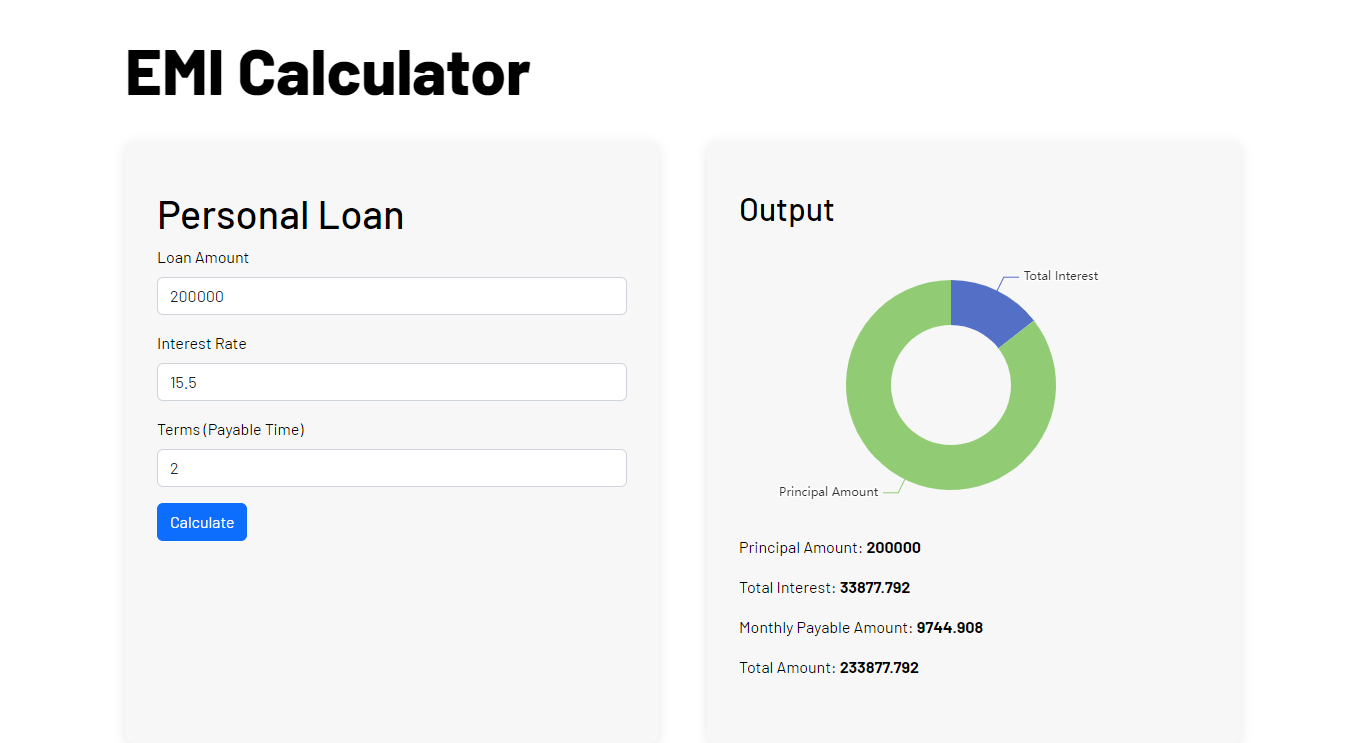 EMI Calculator
Personal Loan
Loan Amount
200000
Interest Rate
15.5
Terms (Payable Time)
2
Calculate
Output
Total Interest
Principal Amount
Principal Amount: 200000
Total Interest: 33877.792
Monthly Payable Amount: 9744.908
Total Amount: 233877.792